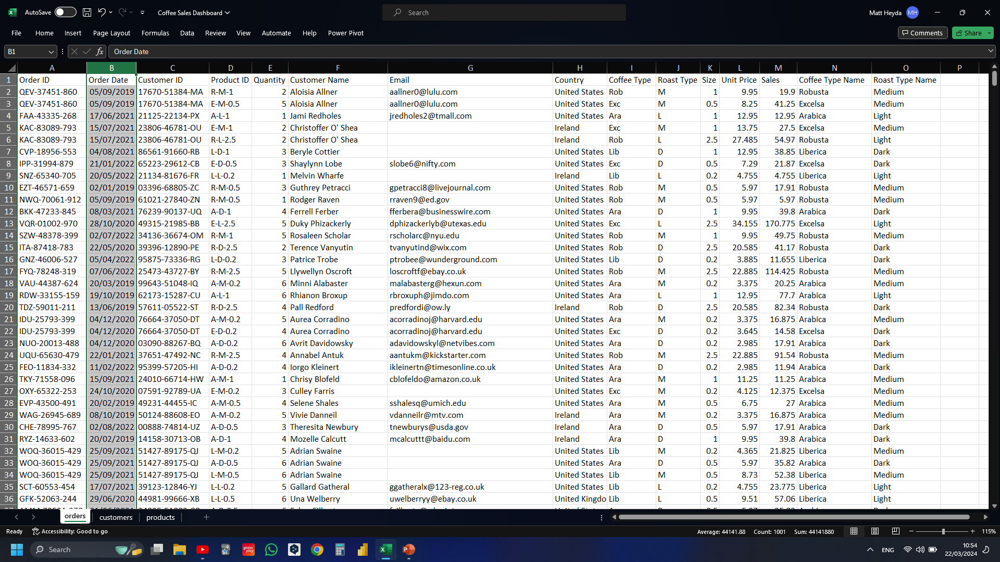 AutoSave Coffee Sales Dashboard Search Matt Heyda MH
File Home Insert Page Layout Formulas Data Review View Automate Help Power Pivot Comments Share
B1 fx Order Date
A B C D E F G H I J K L M N O P
1 Order ID Order Date Customer ID Product ID Quantity Customer Name Email Country Coffee Type Roast Type Size Unit Price Sales Coffee Type Name Roast Type Name
2 QEV-37451-860 05/09/2019 17670-51384-MA R-M-1 2 Aloisia Allner aallner0@lulu.com United States Rob M 1 9.95 19.9 Robusta Medium
3 QEV-37451-860 05/09/2019 17670-51384-MA E-M-0.5 5 Aloisia Allner aallner0@lulu.com United States Exc M 0.5 8.25 41.25 Excelsa Medium
4 FAA-43335-268 17/06/2021 21125-22134-PX A-L-1 1 Jami Redholes jredholes2@tmall.com United States Ara L 1 12.95 12.95 Arabica Light
5 KAC-83089-793 15/07/2021 23806-46781-OU E-M-1 2 Christoffer O' Shea Ireland Exc M 1 13.75 27.5 Excelsa Medium
6 KAC-83089-793 15/07/2021 23806-46781-OU R-L-2.5 2 Christoffer O' Shea Ireland Rob L 2.5 27.485 54.97 Robusta Light
7 CVP-18956-553 04/08/2021 86561-91660-RB L-D-1 3 Beryle Cottier United States Lib D 1 12.95 38.85 Liberica Dark
8 IPP-31994-879 21/01/2022 65223-29612-CB E-D-0.5 3 Shaylynn Lobe slobe6@nifty.com United States Exc D 0.5 7.29 21.87 Excelsa Dark
9 SNZ-65340-705 20/05/2022 21134-81676-FR L-L-0.2 1 Melvin Wharfe Ireland Lib L 0.2 4.755 4.755 Liberica Light
10 EZT-46571-659 02/01/2019 03396-68805-ZC R-M-0.5 3 Guthrey Petracci gpetracci8@livejournal.com United States Rob M 0.5 5.97 17.91 Robusta Medium
11 NWQ-70061-912 05/09/2019 61021-27840-ZN R-M-0.5 1 Rodger Raven rraven9@ed.gov United States Rob M 0.5 5.97 5.97 Robusta Medium
12 BKK-47233-845 08/03/2021 76239-90137-UQ A-D-1 4 Ferrell Ferber fferbera@businesswire.com United States Ara D 1 9.95 39.8 Arabica Dark
13 VQR-01002-970 28/10/2020 49315-21985-BB E-L-2.5 5 Duky Phizackerly dphizackerlyb@utexas.edu United States Exc L 2.5 34.155 170.775 Excelsa Light
14 SZW-48378-399 02/07/2022 34136-36674-OM R-M-1 5 Rosaleen Scholar rscholarc@nyu.edu United States Rob M 1 9.95 49.75 Robusta Medium
15 ITA-87418-783 22/05/2020 39396-12890-PE R-D-2.5 2 Terence Vanyutin tvanyutind@wix.com United States Rob D 2.5 20.585 41.17 Robusta Dark
16 GNZ-46006-527 05/04/2022 95875-73336-RG L-D-0.2 3 Patrice Trobe ptrobee@wunderground.com United States Lib D 0.2 3.885 11.655 Liberica Dark
17 FYQ-78248-319 07/06/2022 25473-43727-BY R-M-2.5 5 Llywellyn Oscroft loscroftf@ebay.co.uk United States Rob M 2.5 22.885 114.425 Robusta Medium
18 VAU-44387-624 20/03/2019 99643-51048-IQ A-M-0.2 6 Minni Alabaster malabasterg@hexun.com United States Ara M 0.2 3.375 20.25 Arabica Medium
19 RDW-33155-159 19/10/2019 62173-15287-CU A-L-1 6 Rhianon Broxup rbroxuph@jimdo.com United States Ara L 1 12.95 77.7 Arabica Light
20 TDZ-59011-211 13/06/2019 57611-05522-ST R-D-2.5 4 Pall Redford predfordi@ow.ly Ireland Rob D 2.5 20.585 82.34 Robusta Dark
21 IDU-25793-399 04/12/2020 76664-37050-DT A-M-0.2 5 Aurea Corradino acorradinoj@harvard.edu United States Ara M 0.2 3.375 16.875 Arabica Medium
22 IDU-25793-399 04/12/2020 76664-37050-DT E-D-0.2 4 Aurea Corradino acorradinoj@harvard.edu United States Exc D 0.2 3.645 14.58 Excelsa Dark
23 NUO-20013-488 04/12/2020 03090-88267-BQ A-D-0.2 6 Avrit Davidowsky adavidowskyl@netvibes.com United States Ara D 0.2 2.985 17.91 Arabica Dark
24 UQU-65630-479 22/01/2021 37651-47492-NC R-M-2.5 4 Annabel Antuk aantukm@kickstarter.com United States Rob M 2.5 22.885 91.54 Robusta Medium
25 FEO-11834-332 11/02/2022 95399-57205-HI A-D-0.2 4 Iorgo Kleinert ikleinertn@timesonline.co.uk United States Ara D 0.2 2.985 11.94 Arabica Dark
26 TKY-71558-096 15/09/2021 24010-66714-HW A-M-1 1 Chrisy Blofeld cblofeldo@amazon.co.uk United States Ara M 1 11.25 11.25 Arabica Medium
27 OXY-65322-253 24/10/2020 07591-92789-UA E-M-0.2 3 Culley Farris United States Exc M 0.2 4.125 12.375 Excelsa Medium
28 EVP-43500-491 20/02/2019 49231-44455-IC A-M-0.5 4 Selene Shales sshalesq@umich.edu United States Ara M 0.5 6.75 27 Arabica Medium
29 WAG-26945-689 08/10/2019 50124-88608-EO A-M-0.2 5 Vivie Danneil vdanneilr@mtv.com Ireland Ara M 0.2 3.375 16.875 Arabica Medium
30 CHE-78995-767 02/08/2022 00888-74814-UZ A-D-0.5 3 Theresita Newbury tnewburys@usda.gov Ireland Ara D 0.5 5.97 17.91 Arabica Dark
31 RYZ-14633-602 20/02/2019 14158-30713-OB A-D-1 4 Mozelle Calcutt mcalcuttt@baidu.com Ireland Ara D 1 9.95 39.8 Arabica Dark
32 WOQ-36015-429 25/09/2021 51427-89175-QJ L-M-0.2 5 Adrian Swaine United States Lib M 0.2 4.365 21.825 Liberica Medium
33 WOQ-36015-429 25/09/2021 51427-89175-QJ A-D-0.5 6 Adrian Swaine United States Ara D 0.5 5.97 35.82 Arabica Dark
34 WOQ-36015-429 25/09/2021 51427-89175-QJ L-M-0.5 6 Adrian Swaine United States Lib M 0.5 8.73 52.38 Liberica Medium
35 SCT-60553-454 17/07/2021 39123-12846-YJ L-L-0.2 5 Gallard Gatheral ggatheralx@123-reg.co.uk United States Lib L 0.2 4.755 23.775 Liberica Light
36 GFK-52063-244 29/06/2020 44981-99666-XB L-L-0.5 6 Una Welberry uwelberryy@ebay.co.uk United Kingdo Lib L 0.5 9.51 57.06 Liberica Light
orders customers products
Ready Accessibility: Good to go Average: 44141.88 Count: 1001 Sum: 44141880 115%
Search globo play ENG 10:54
22/03/2024